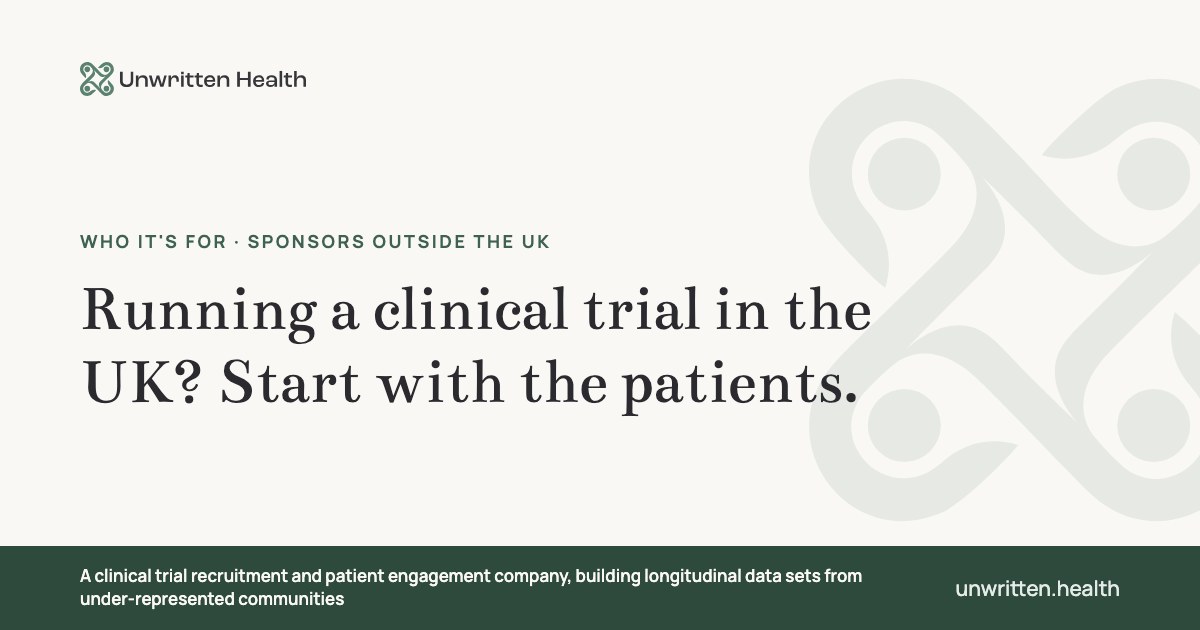 Unwritten Health
WHO IT'S FOR · SPONSORS OUTSIDE THE UK
Running a clinical trial in the
UK? Start with the patients.
A clinical trial recruitment and patient engagement company, building longitudinal data sets from
under-represented communities
unwritten.health